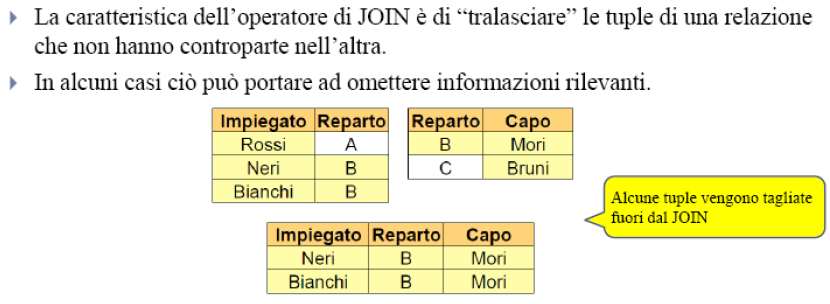 La caratteristica dell’operatore di JOIN è di “tralasciare” le tuple di una relazione
che non hanno controparte nell’altra.
In alcuni casi ciò può portare ad omettere informazioni rilevanti.
Impiegato Reparto
Rossi A
Neri B
Bianchi B
Reparto Capo
B Mori
C Bruni
Alcune tuple vengono tagliate
fuori dal JOIN
Impiegato Reparto Capo
Neri B Mori
Bianchi B Mori